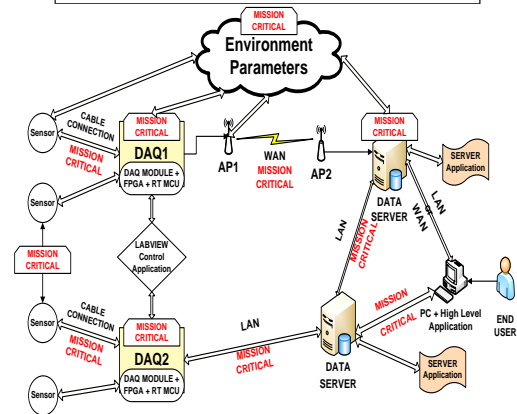 MISSION
CRITICAL
Environment
Parameters
Sensor
CABLE
CONNECTION
MISSION
CRITICAL
MISSION
CRITICAL
DAQ1
DAQ MODULE +
FPGA + RT MCU
AP1
WAN
MISSION
CRITICAL
AP2
MISSION
CRITICAL
DATA
SERVER
SERVER
Application
Sensor
MISSION
CRITICAL
LABVIEW
Control
Application
LAN
MISSION
CRITICAL
LAN
or
WAN
PC + High Level
Application
END
USER
Sensor
CABLE
CONNECTION
MISSION
CRITICAL
MISSION
CRITICAL
DAQ2
DAQ MODULE +
FPGA + RT MCU
LAN
MISSION
CRITICAL
DATA
SERVER
MISSION
CRITICAL
SERVER
Application
Sensor